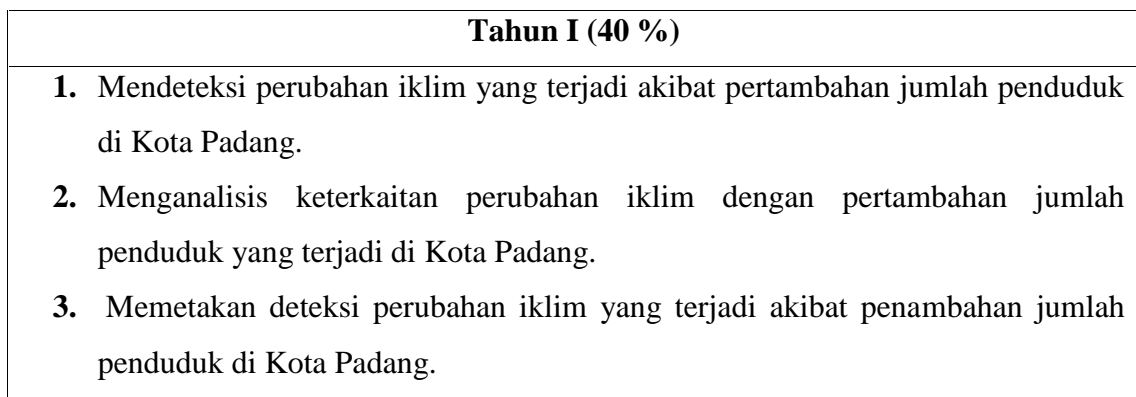 Tahun I (40 %)
1. Mendeteksi perubahan iklim yang terjadi akibat pertambahan jumlah penduduk
di Kota Padang.
2. Menganalisis keterkaitan perubahan iklim dengan pertambahan jumlah
penduduk yang terjadi di Kota Padang.
3. Memetakan deteksi perubahan iklim yang terjadi akibat penambahan jumlah
penduduk di Kota Padang.